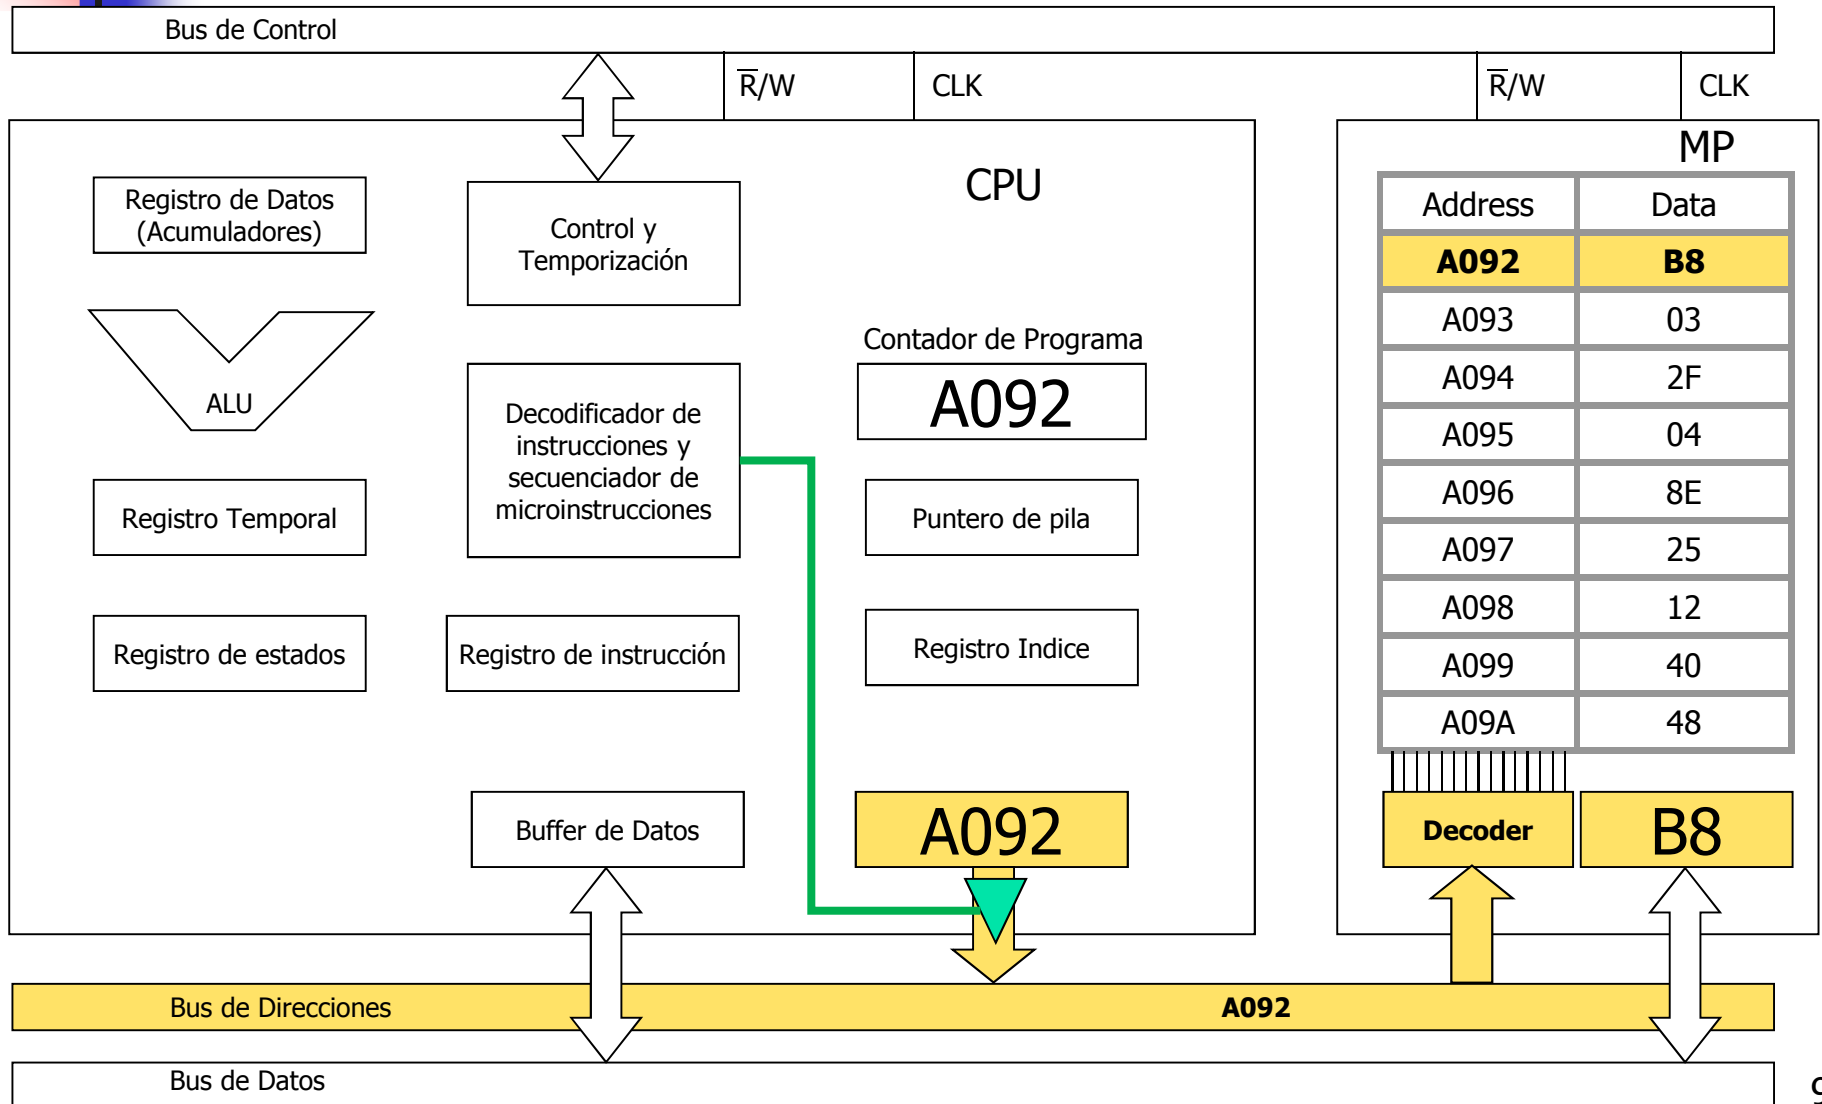 Bus de Control
R/W
CLK
R/W
CLK
CPU
MP
Registro de Datos
(Acumuladores)
Control y
Temporización
ALU
Decodificador de
instrucciones y
secuenciador de
microinstrucciones
Contador de Programa
A092
Registro Temporal
Puntero de pila
Registro de estados
Registro de instrucción
Registro Indice
Buffer de Datos
A092
Address Data
A092 B8
A093 03
A094 2F
A095 04
A096 8E
A097 25
A098 12
A099 40
A09A 48
Decoder
B8
Bus de Direcciones
A092
Bus de Datos